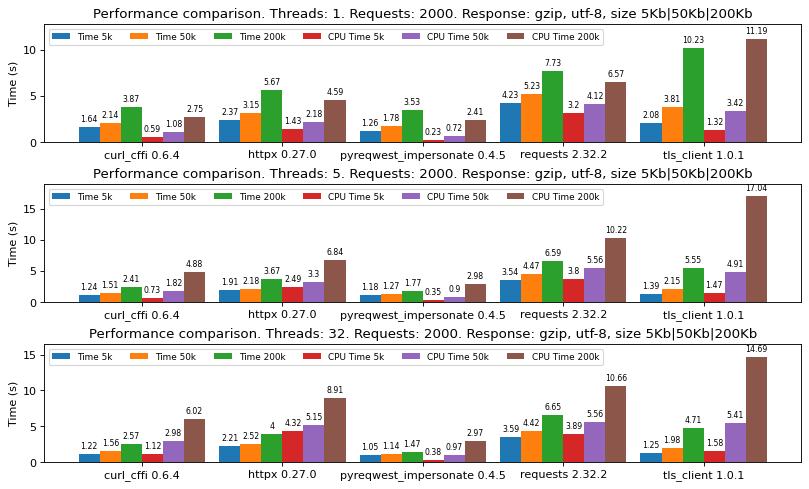 Performance comparison. Threads: 1. Requests: 2000. Response: gzip, utf-8, size 5Kb|50Kb|200Kb
Time 5k Time 50k Time 200k CPU Time 5k CPU Time 50k CPU Time 200k
Time (s)
10
5
0
1.64 2.14 3.87 0.59 1.08 2.75
2.37 3.15 5.67 1.43 2.18 4.59
1.26 1.78 3.53 0.23 0.72 2.41
4.23 5.23 7.73 3.2 4.12 6.57
2.08 3.81 10.23 1.32 3.42 11.19
curl_cffi 0.6.4 httpx 0.27.0 pyreqwest_impersonate 0.4.5 requests 2.32.2 tls_client 1.0.1
Performance comparison. Threads: 5. Requests: 2000. Response: gzip, utf-8, size 5Kb|50Kb|200Kb
Time 5k Time 50k Time 200k CPU Time 5k CPU Time 50k CPU Time 200k
Time (s)
15
10
5
0
1.24 1.51 2.41 0.73 1.82 4.88
1.91 2.18 3.67 2.49 3.3 6.84
1.18 1.27 1.77 0.35 0.9 2.98
3.54 4.47 6.59 3.8 5.56 10.22
1.39 2.15 5.55 1.47 4.91 17.04
curl_cffi 0.6.4 httpx 0.27.0 pyreqwest_impersonate 0.4.5 requests 2.32.2 tls_client 1.0.1
Performance comparison. Threads: 32. Requests: 2000. Response: gzip, utf-8, size 5Kb|50Kb|200Kb
Time 5k Time 50k Time 200k CPU Time 5k CPU Time 50k CPU Time 200k
Time (s)
15
10
5
0
1.22 1.56 2.57 1.12 2.98 6.02
2.21 2.52 4 4.32 5.15 8.91
1.05 1.14 1.47 0.38 0.97 2.97
3.59 4.42 6.65 3.89 5.56 10.66
1.25 1.98 4.71 1.58 5.41 14.69
curl_cffi 0.6.4 httpx 0.27.0 pyreqwest_impersonate 0.4.5 requests 2.32.2 tls_client 1.0.1